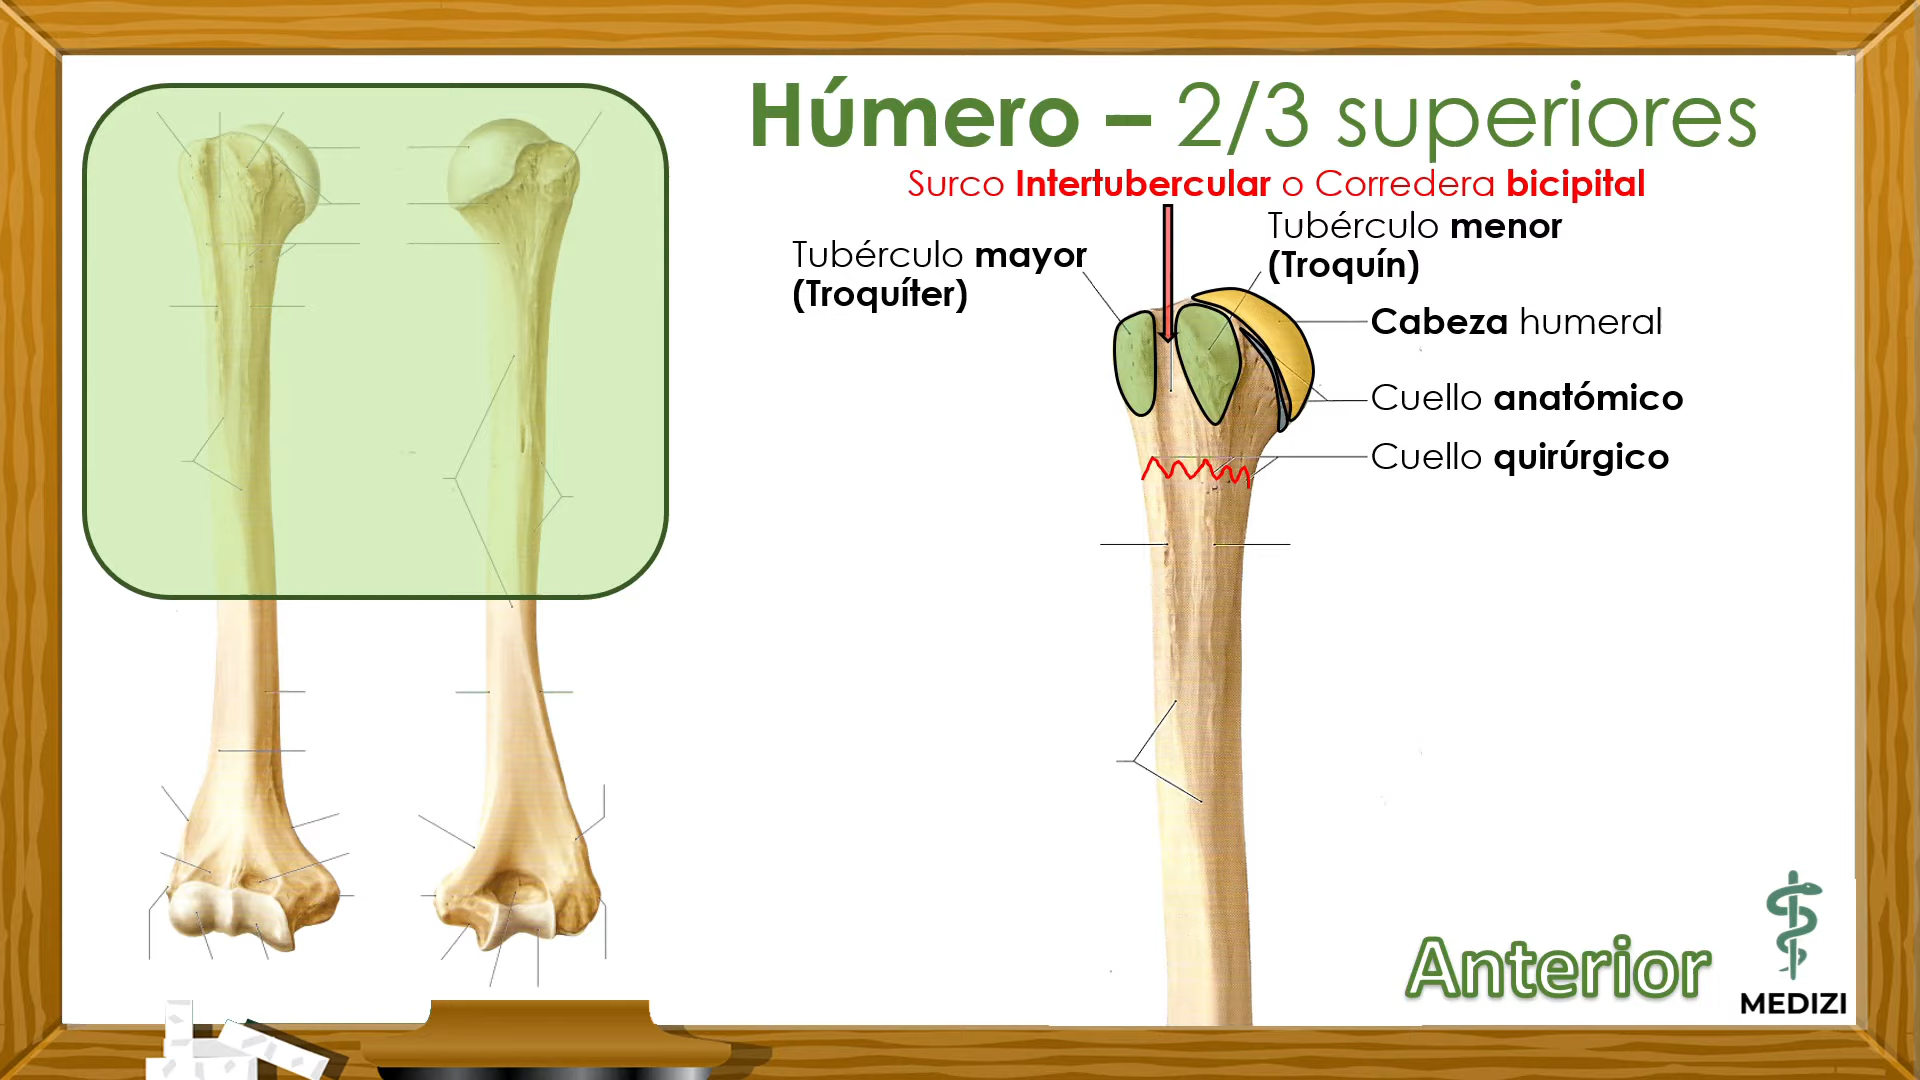 Húmero – 2/3 superiores
Surco Intertubercular o Corredera bicipital
Tubérculo mayor
(Troquíter)
Tubérculo menor
(Troquín)
Cabeza humeral
Cuello anatómico
Cuello quirúrgico
Anterior
MEDIZI